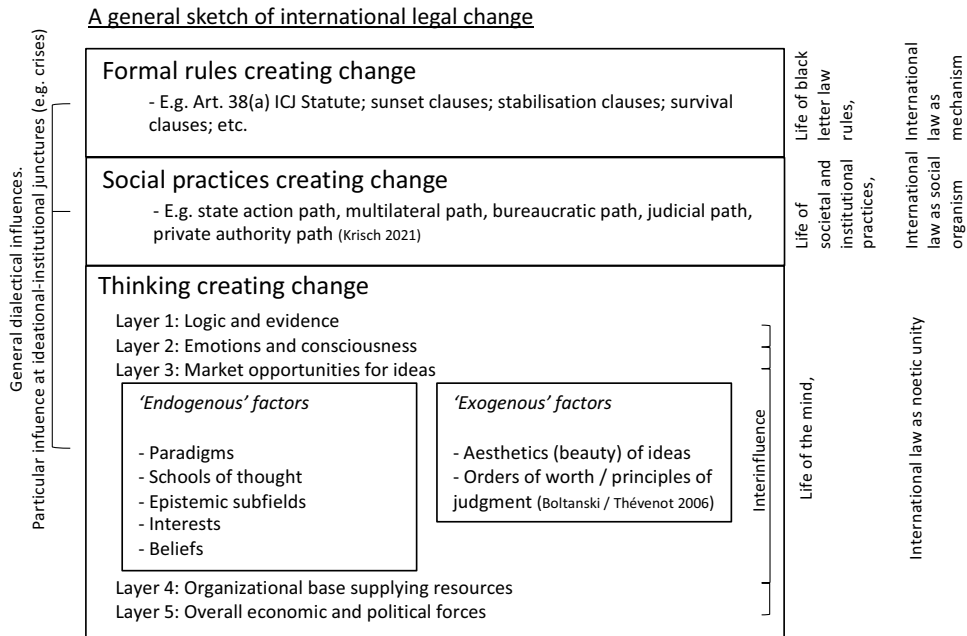 A general sketch of international legal change
General dialectical influences.
Particular infuence at ideational-institutional junctures (e.g. crises)
Formal rules creating change
- E.g. Art. 38(a) ICJ Statute; sunset clauses; stabilisation clauses; survival
clauses; etc.
Life of black
letter law
rules,
International
law as
mechanism
Social practices creating change
- E.g. state action path, multilateral path, bureaucratic path, judicial path,
private authority path (Krisch 2021)
Life of
societal and
institutional
practices,
International
law as social
organism
Thinking creating change
Layer 1: Logic and evidence
Layer 2: Emotions and consciousness
Layer 3: Market opportunities for ideas
'Endogenous' factors
- Paradigms
- Schools of thought
- Epistemic subfields
- Interests
- Beliefs
'Exogenous' factors
- Aesthetics (beauty) of ideas
- Orders of worth / principles of
judgment (Boltanski / Thévenot 2006)
Layer 4: Organizational base supplying resources
Layer 5: Overall economic and political forces
Interinfluence
Life of the mind,
International law as noetic unity